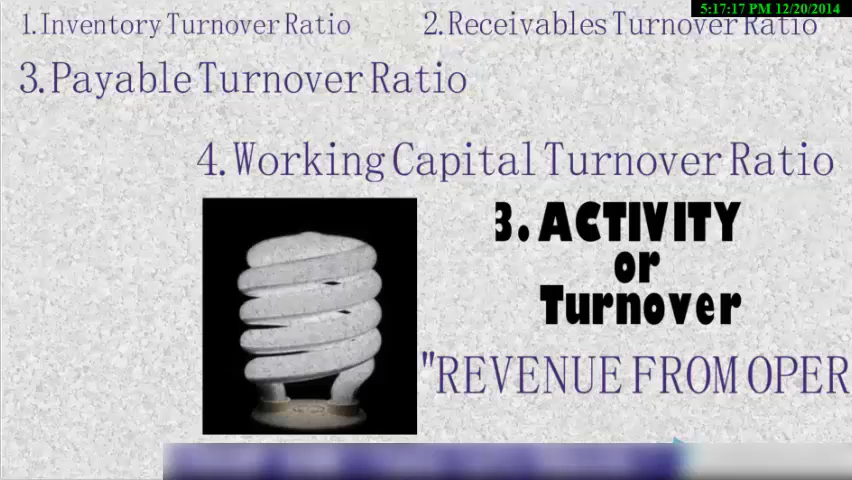 5:17:17 PM 12/20/2014
1.Inventory Turnover Ratio
2.Receivables Turnover Ratio
3.Payable Turnover Ratio
4.Working Capital Turnover Ratio
3. ACTIVITY
or
Turnover
"REVENUE FROM OPER